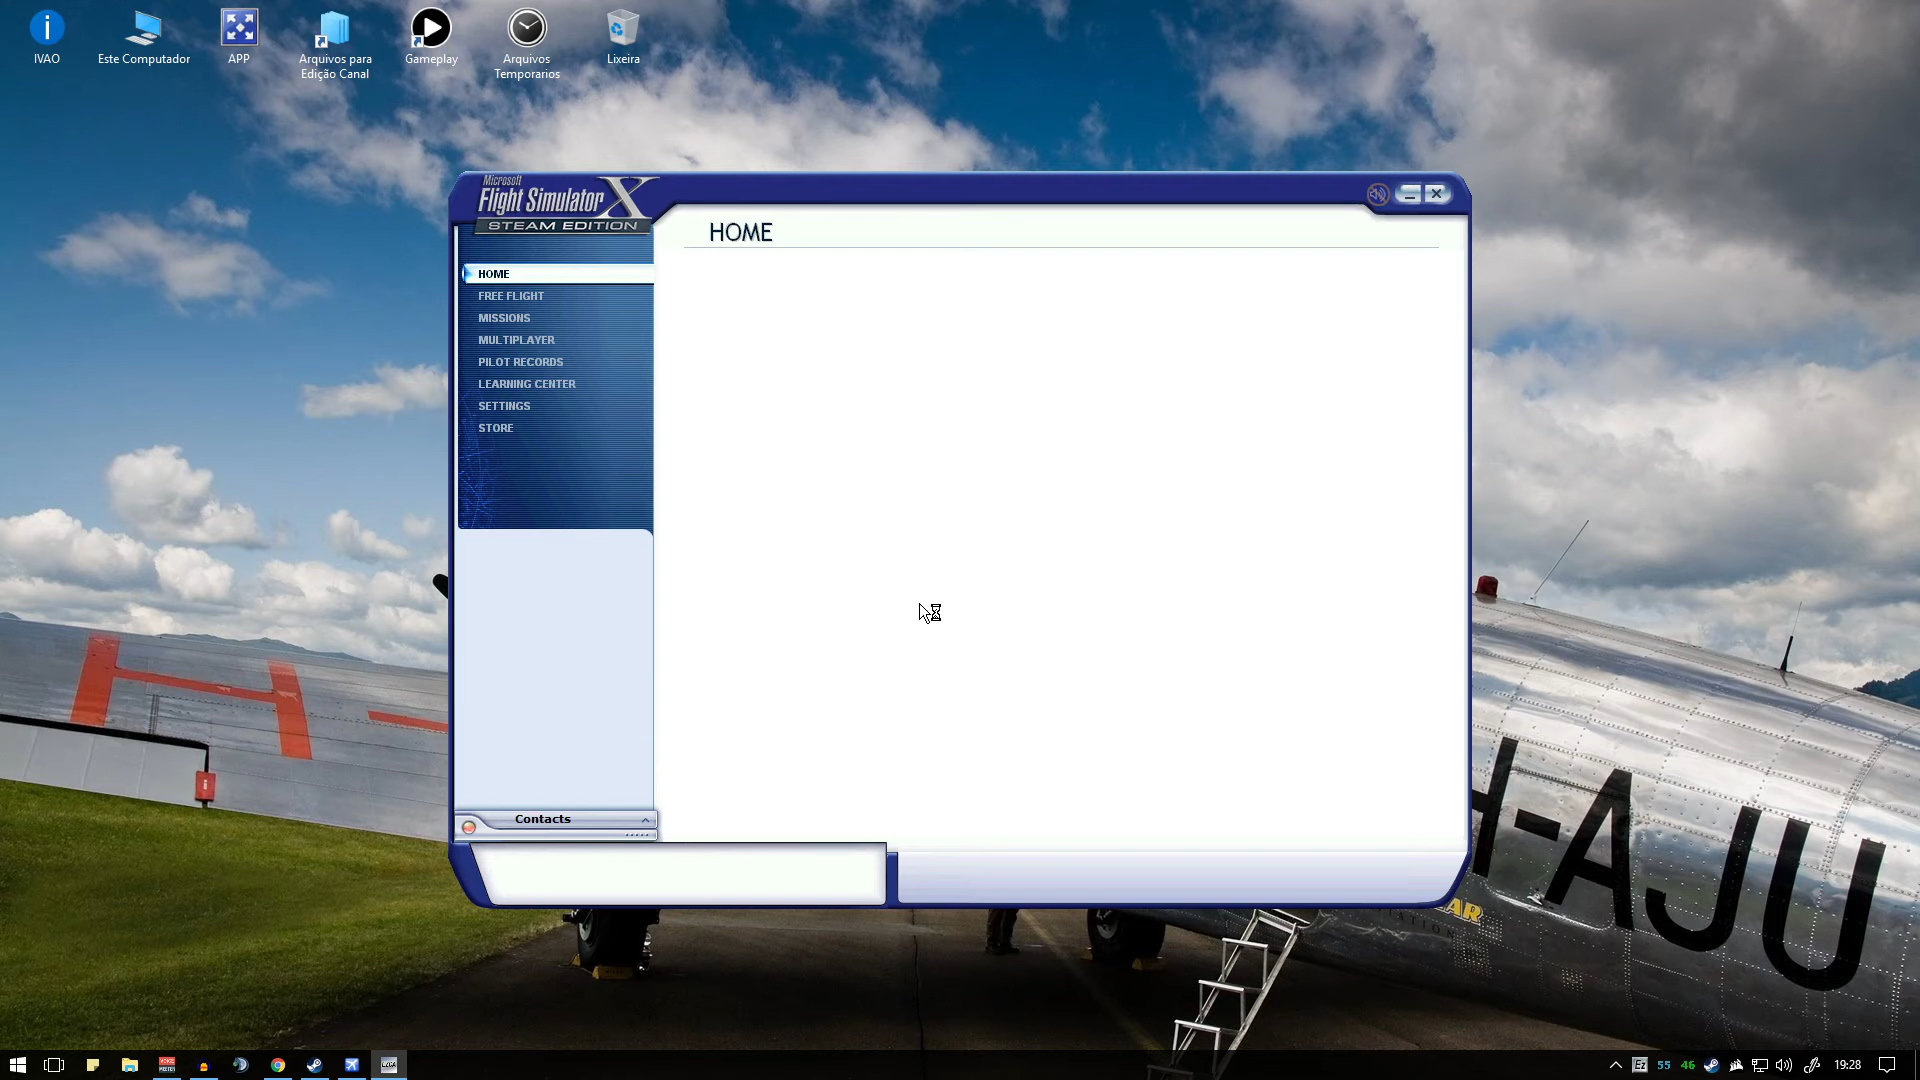 IVAO
Este Computador
APP
Arquivos para
Edição Canal
Gameplay
Arquivos
Temporarios
Lixeira
Microsoft
Flight Simulator X
STEAM EDITION
HOME
HOME
FREE FLIGHT
MISSIONS
MULTIPLAYER
PILOT RECORDS
LEARNING CENTER
SETTINGS
STORE
Contacts
H-
H-AJU
AR
55
46
19:28